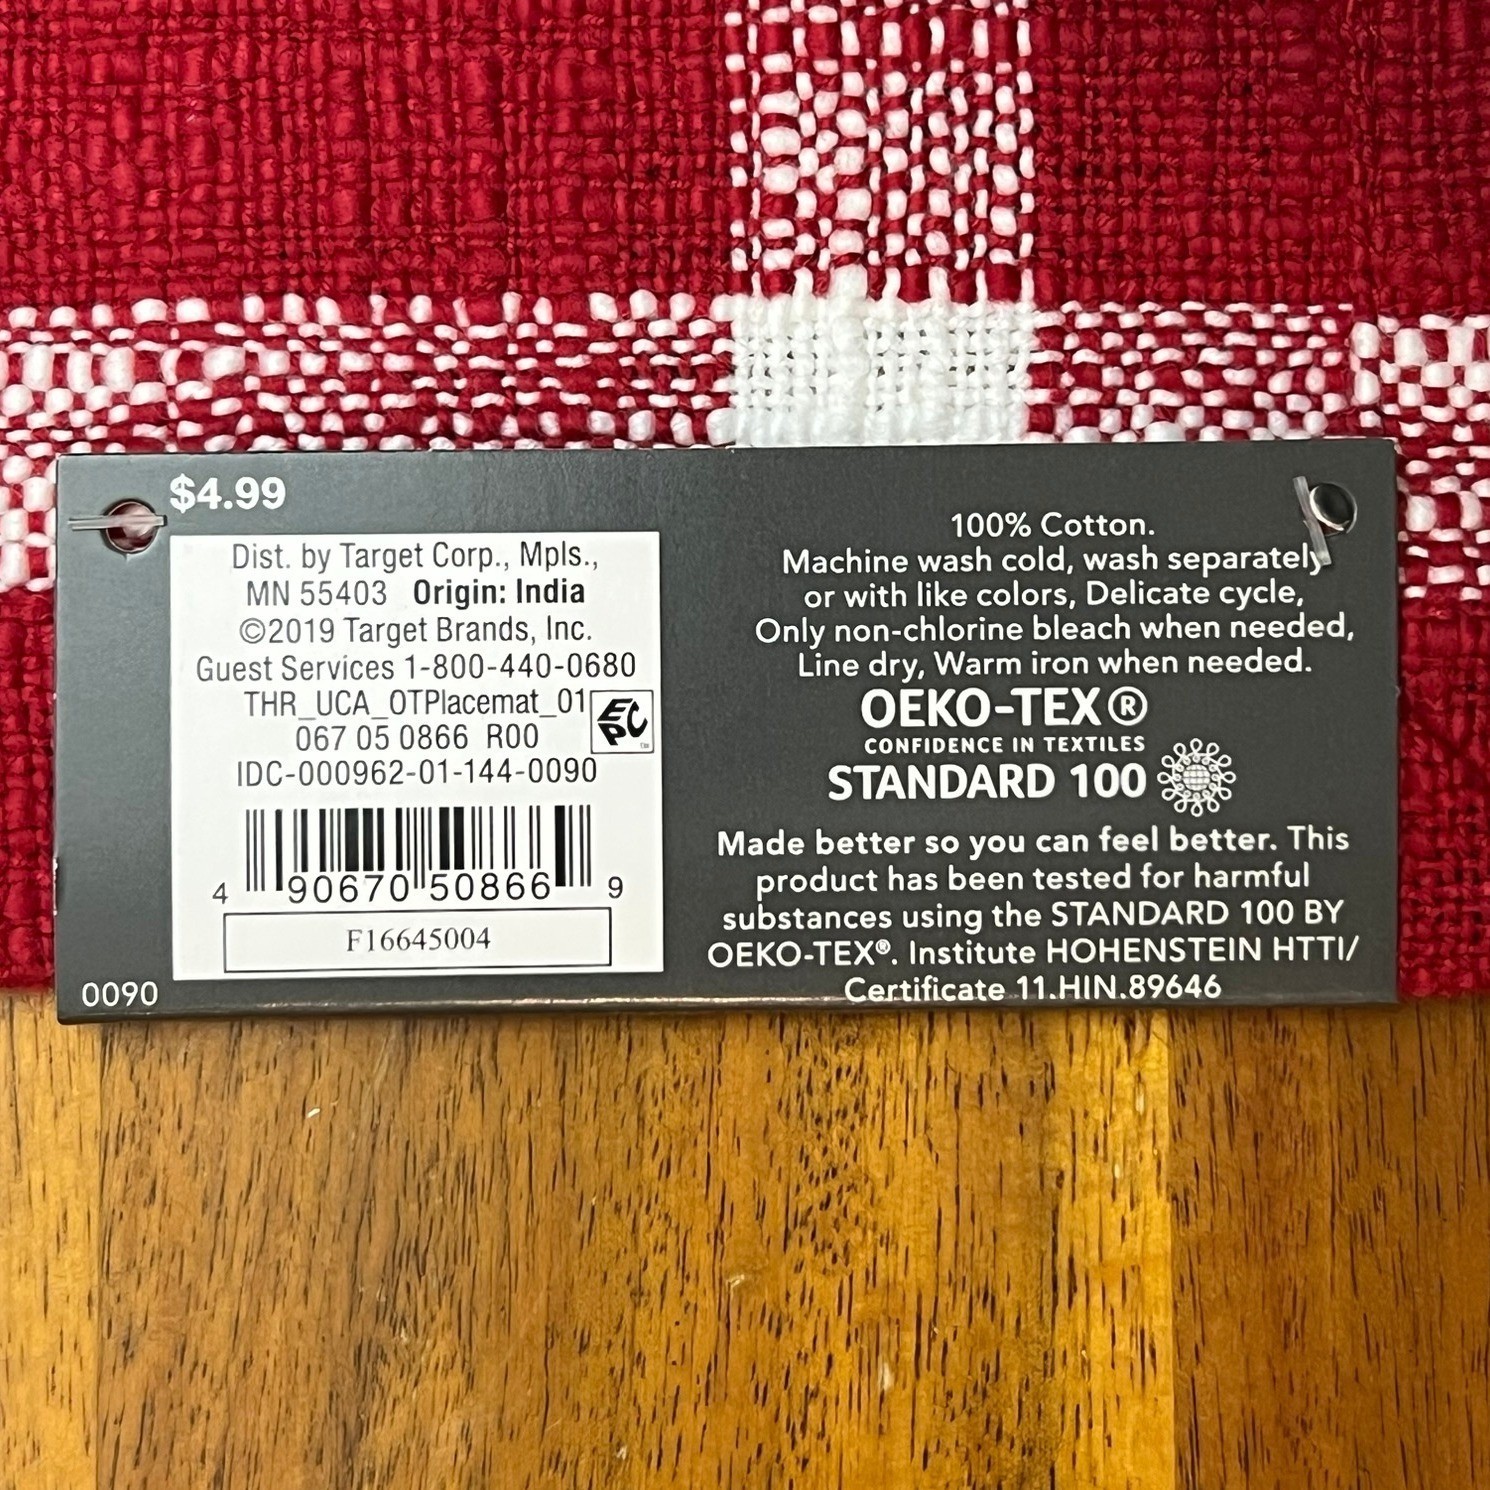 $4.99
Dist. by Target Corp., Mpls.,
MN 55403 Origin: India
©2019 Target Brands, Inc.
Guest Services 1-800-440-0680
THR_UCA_OTPlacemat_01
EPC
™
067 05 0866 R00
IDC-000962-01-144-0090
4 90670 50866 9
F16645004
0090
100% Cotton.
Machine wash cold, wash separately
or with like colors, Delicate cycle,
Only non-chlorine bleach when needed,
Line dry, Warm iron when needed.
OEKO-TEX®
CONFIDENCE IN TEXTILES
STANDARD 100
Made better so you can feel better. This
product has been tested for harmful
substances using the STANDARD 100 BY
OEKO-TEX®. Institute HOHENSTEIN HTTI/
Certificate 11.HIN.89646